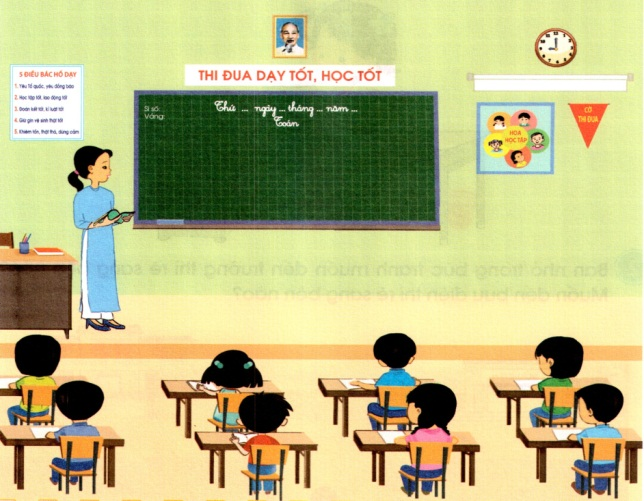 THI ĐUA DẠY TỐT, HỌC TỐT
5 ĐIỀU BÁC HỒ DẠY
1. Yêu Tổ quốc, yêu đồng bào
2. Học tập tốt, lao động tốt
3. Đoàn kết tốt, kỉ luật tốt
4. Giữ gìn vệ sinh thật tốt
5. Khiêm tốn, thật thà, dũng cảm
Sĩ số:
Vắng:
Thứ ... ngày ... tháng ... năm ...
Toán
HOA
HỌC TẬP
CỜ
THI ĐUA